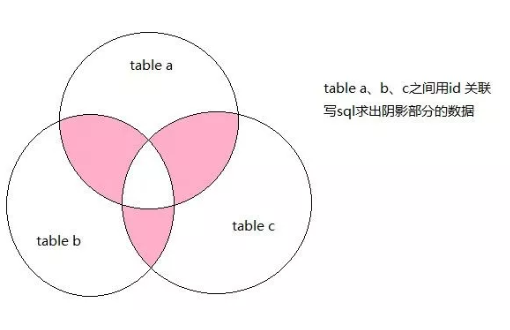 table a
table a、b、c之间用id 关联
写sql求出阴影部分的数据
table b
table c